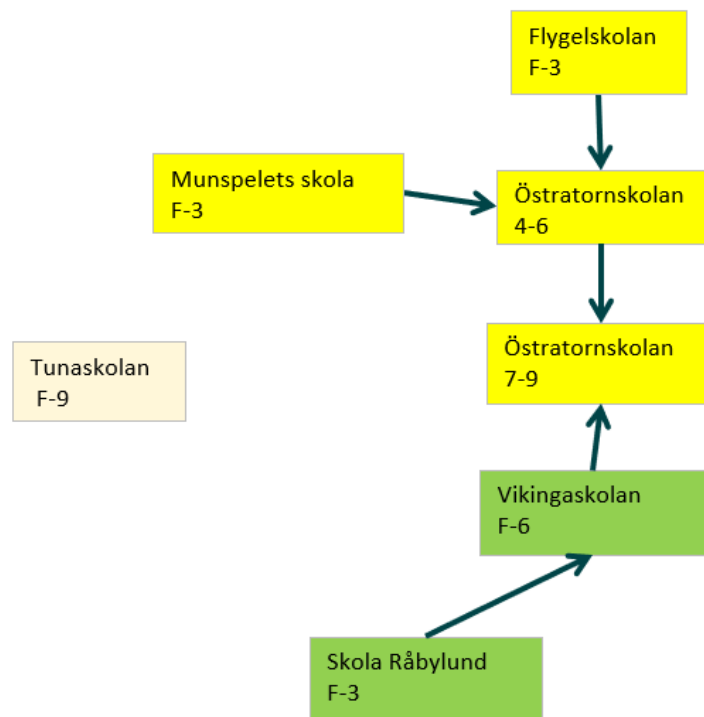 Flygelskolan
F-3
Munspelets skola
F-3
Östratornskolan
4-6
Östratornskolan
7-9
Tunaskolan
F-9
Vikingaskolan
F-6
Skola Råbylund
F-3